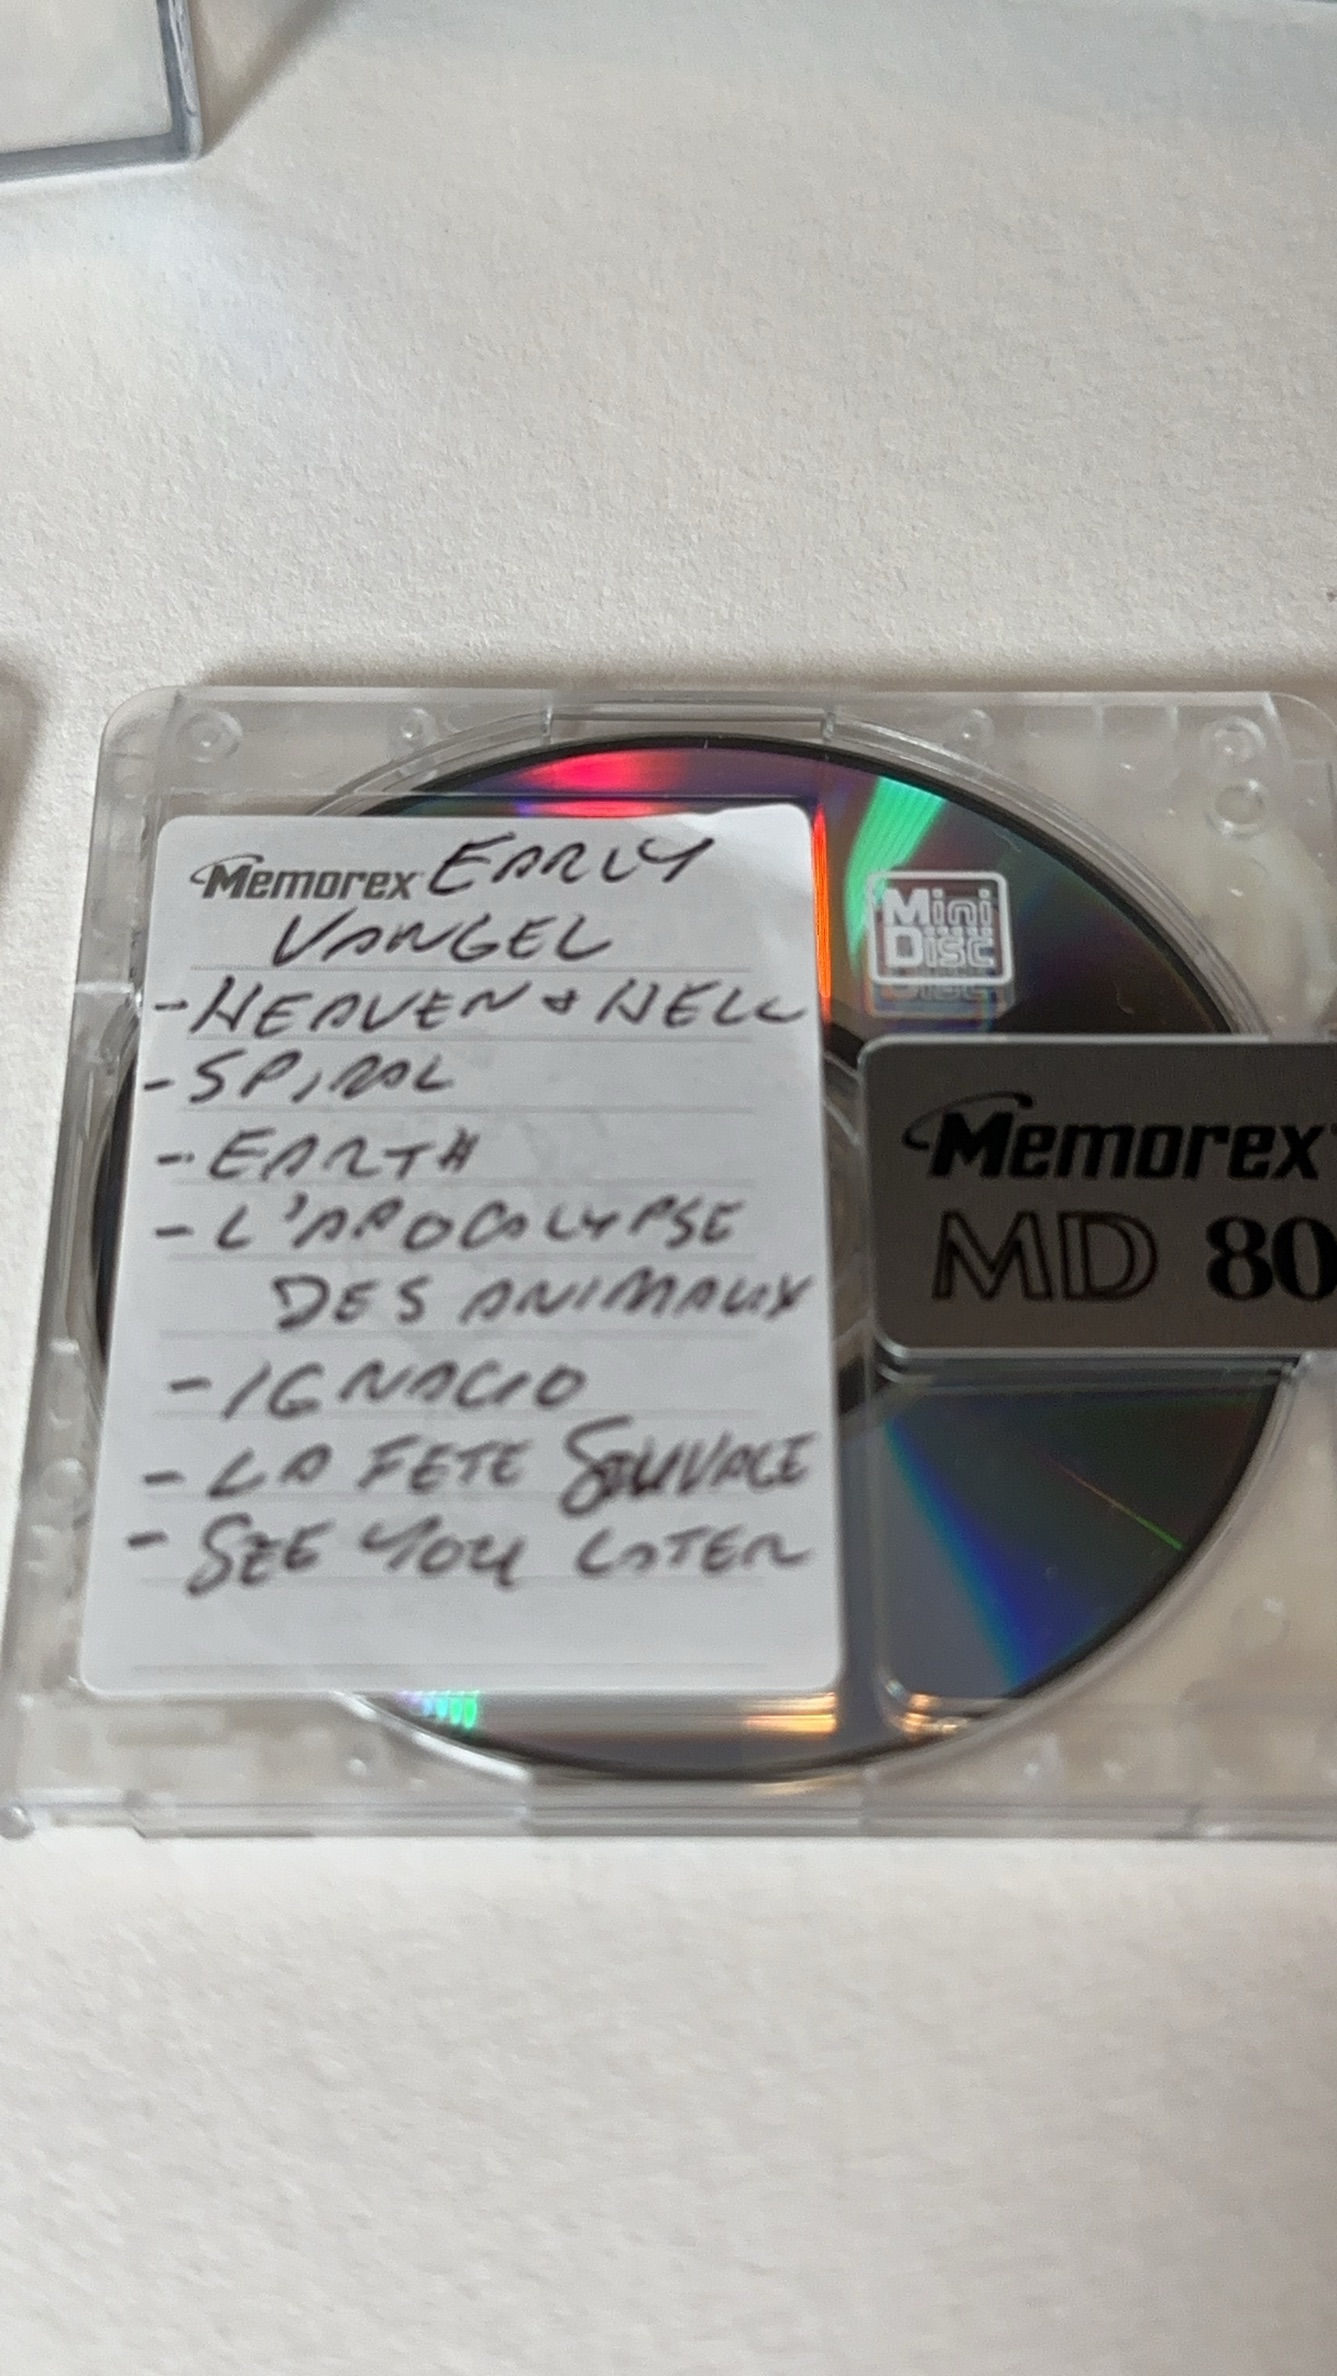 Memorex EARLY
VANGEL
- HEAVEN & HELL
- SPIRAL
- EARTH
- L'APOCALYPSE
DES ANIMAUX
- IGNACIO
- LA FETE SAUVAGE
- SEE YOU LATER
Mini
Disc
Memorex
MD 80